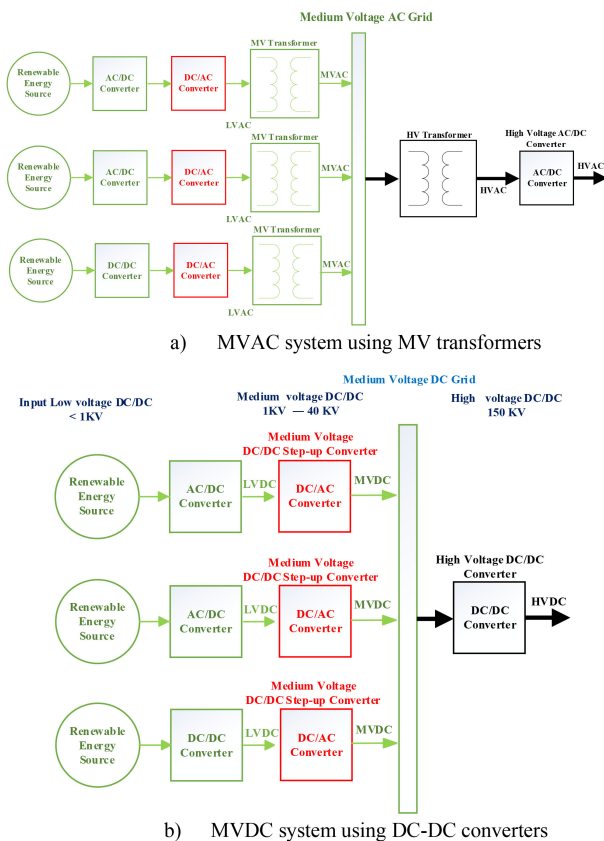 Medium Voltage AC Grid
MV Transformer
Renewable
Energy
Source
AC/DC
Converter
DC/AC
Converter
LVAC
MVAC
MV Transformer
Renewable
Energy
Source
AC/DC
Converter
DC/AC
Converter
LVAC
MVAC
HV Transformer
HVAC
High Voltage AC/DC
Converter
AC/DC
Converter
HVAC
MV Transformer
Renewable
Energy
Source
DC/DC
Converter
DC/AC
Converter
LVAC
MVAC
a) MVAC system using MV transformers
Medium Voltage DC Grid
Input Low voltage DC/DC
< 1KV
Medium voltage DC/DC
1KV — 40 KV
High voltage DC/DC
150 KV
Medium Voltage
DC/DC Step-up Converter
Renewable
Energy
Source
AC/DC
Converter
LVDC
DC/AC
Converter
MVDC
Medium Voltage
DC/DC Step-up Converter
Renewable
Energy
Source
AC/DC
Converter
LVDC
DC/AC
Converter
MVDC
High Voltage DC/DC
Converter
DC/DC
Converter
HVDC
Medium Voltage
DC/DC Step-up Converter
Renewable
Energy
Source
DC/DC
Converter
LVDC
DC/AC
Converter
MVDC
b) MVDC system using DC-DC converters